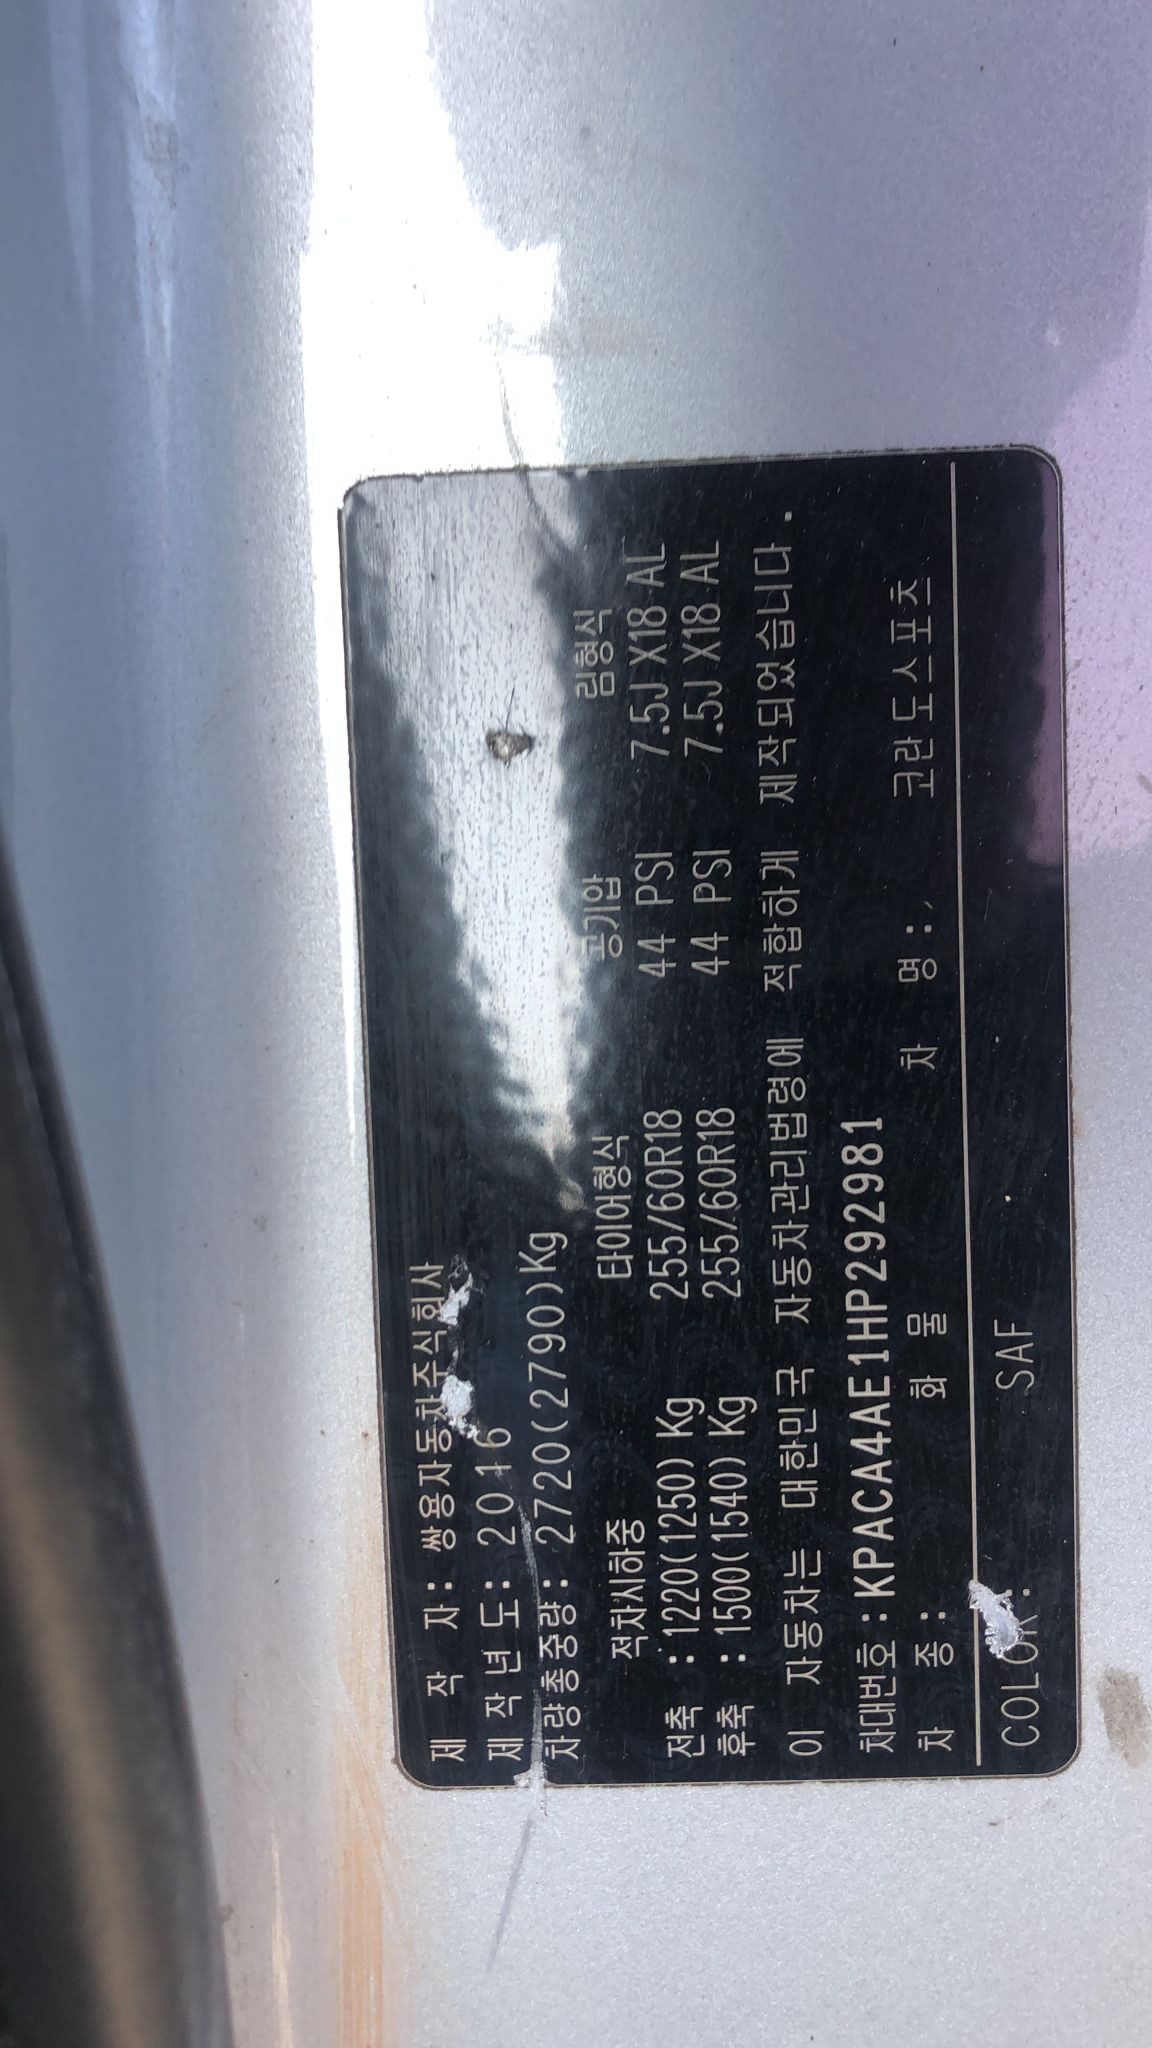 제 작 자: 쌍용자동차주식회사
제 작 년 도: 2016
차량총중량: 2720(2790)Kg
적차시하중 타이어형식 공기압 림형식
전축 : 1220(1250) Kg 255/60R18 44 PSI 7.5J X18 AL
후축 : 1500(1540) Kg 255/60R18 44 PSI 7.5J X18 AL
이 자동차는 대한민국 자동차관리법령에 적합하게 제작되었습니다.
차대번호: KPACA4AE1HP292981
차 종: 화 물 차 명: 코란도스포츠
COLOR: SAF